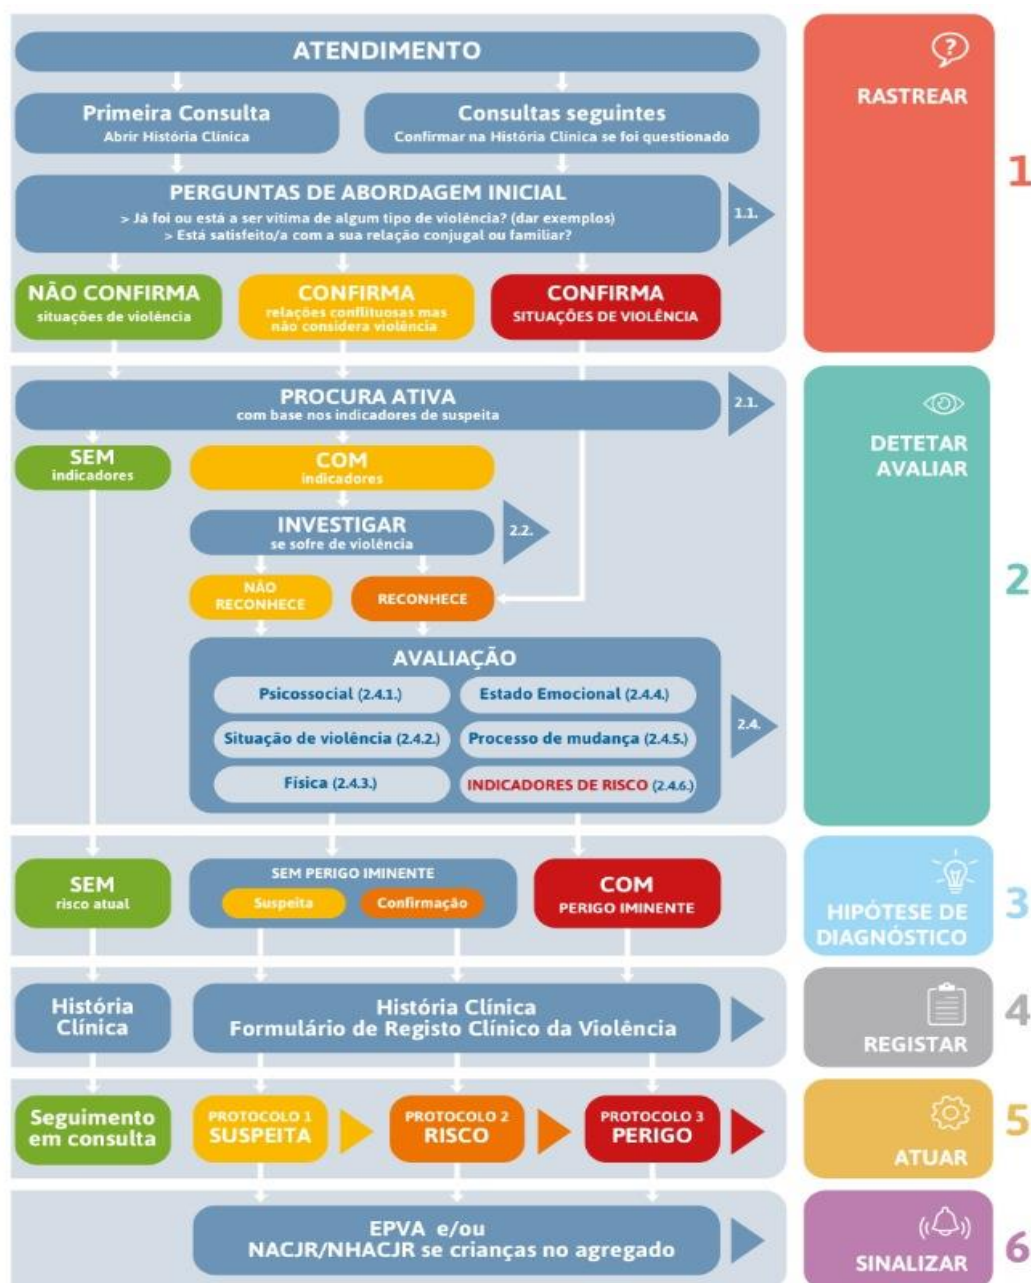 ATENDIMENTO
Primeira Consulta
Abrir História Clínica
Consultas seguintes
Confirmar na História Clínica se foi questionado
PERGUNTAS DE ABORDAGEM INICIAL
> Já foi ou está a ser vítima de algum tipo de violência? (dar exemplos)
> Está satisfeito/a com a sua relação conjugal ou familiar?
1.1.
NÃO CONFIRMA
situações de violência
CONFIRMA
relações conflituosas mas
não considera violência
CONFIRMA
SITUAÇÕES DE VIOLÊNCIA
?
RASTREAR
1
PROCURA ATIVA
com base nos indicadores de suspeita
2.1.
SEM
indicadores
COM
indicadores
INVESTIGAR
se sofre de violência
2.2.
NÃO
RECONHECE
RECONHECE
AVALIAÇÃO
Psicossocial (2.4.1.)
Estado Emocional (2.4.4.)
Situação de violência (2.4.2.)
Processo de mudança (2.4.5.)
Física (2.4.3.)
INDICADORES DE RISCO (2.4.6.)
2.4.
DETETAR
AVALIAR
2
SEM
risco atual
SEM PERIGO IMINENTE
Suspeita
Confirmação
COM
PERIGO IMINENTE
HIPÓTESE DE
DIAGNÓSTICO
3
História
Clínica
História Clínica
Formulário de Registo Clínico da Violência
REGISTAR
4
Seguimento
em consulta
PROTOCOLO 1
SUSPEITA
PROTOCOLO 2
RISCO
PROTOCOLO 3
PERIGO
ATUAR
5
EPVA e/ou
NACJR/NHACJR se crianças no agregado
SINALIZAR
6